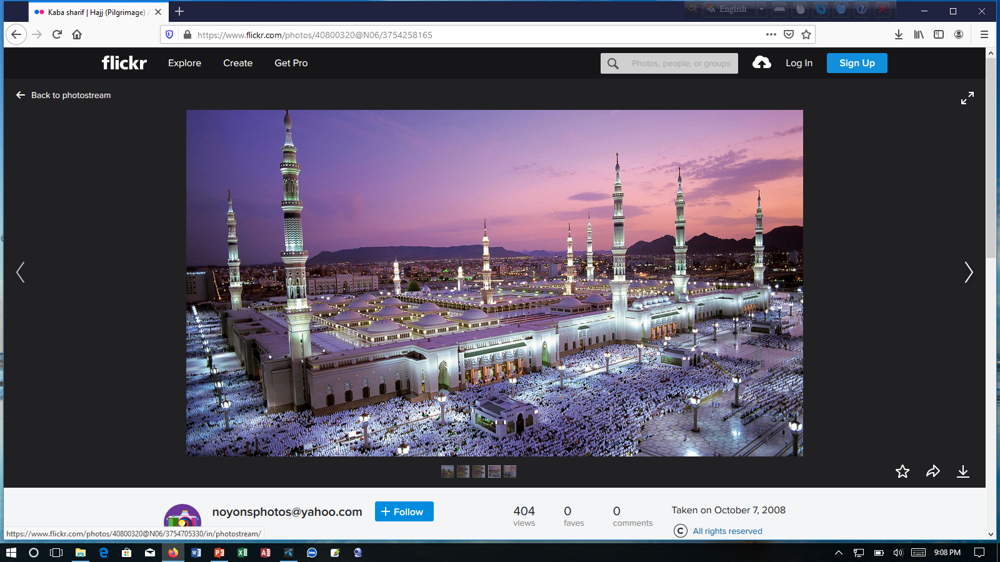 Kaba sharif | Hajj (Pilgrimage)
English
https://www.flickr.com/photos/40800320@N06/3754258165
flickr
Explore
Create
Get Pro
Photos, people, or groups
Log In
Sign Up
Back to photostream
noyonsphotos@yahoo.com
+ Follow
404
views
0
faves
0
comments
Taken on October 7, 2008
© All rights reserved
https://www.flickr.com/photos/40800320@N06/3754705330/in/photostream/
imo
9:08 PM